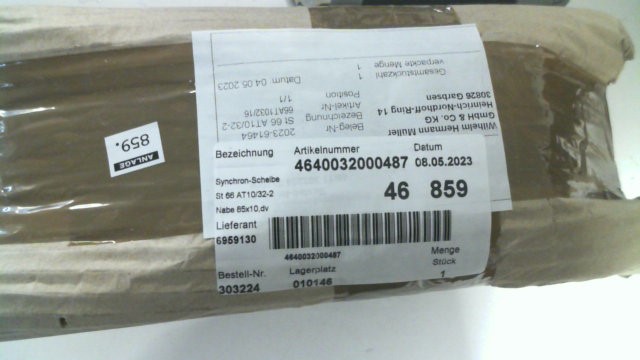 Wilhelm Herrmann Müller
GmbH & Co. KG
Heinrich-Nordhoff-Ring 14
30826 Garbsen
Beleg-Nr 2023-61464
Bezeichnung St 66 AT10/32-2
Artikel-Nr 66AT1032/16
Position 1/1
Datum: 04.05.2023
Gesamtstückzahl 1
verpackte Menge 1
ANLAGE
859.
Bezeichnung Artikelnummer Datum
4640032000487 08.05.2023
Synchron-Scheibe
St 66 AT10/32-2 46 859
Nabe 85x10.dv
Lieferant
6959130
4640032000487
Bestell-Nr. Lagerplatz Menge
Stück
303224 010146 1